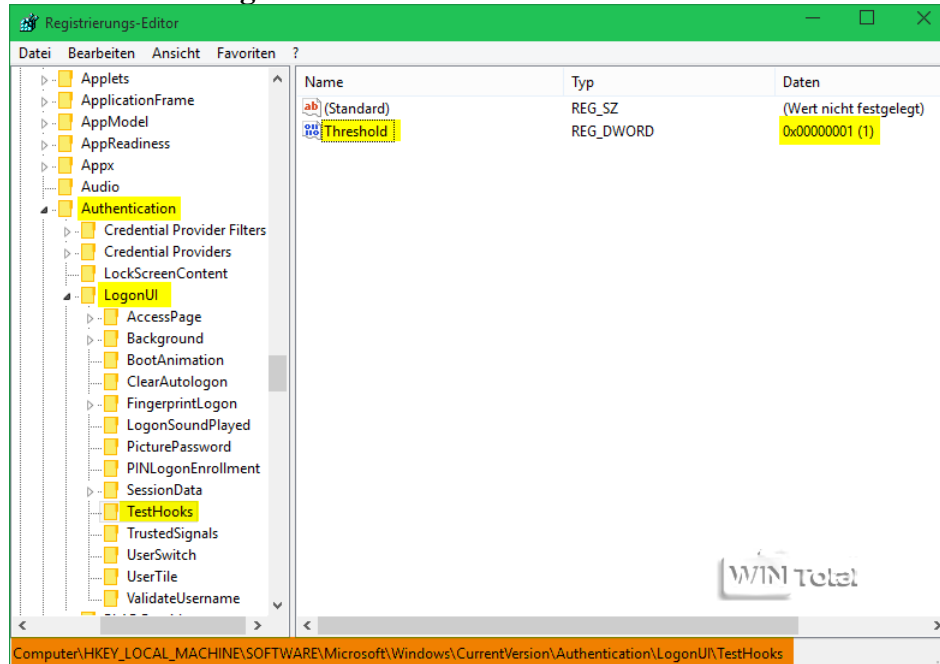 Registrierungs-Editor
Datei Bearbeiten Ansicht Favoriten ?
Applets
ApplicationFrame
AppModel
AppReadiness
Appx
Audio
Authentication
Credential Provider Filters
Credential Providers
LockScreenContent
LogonUI
AccessPage
Background
BootAnimation
ClearAutologon
FingerprintLogon
LogonSoundPlayed
PicturePassword
PINLogonEnrollment
SessionData
TestHooks
TrustedSignals
UserSwitch
UserTile
ValidateUsername
Name Typ Daten
(Standard) REG_SZ (Wert nicht festgelegt)
Threshold REG_DWORD 0x00000001 (1)
WIN Total
Computer\HKEY_LOCAL_MACHINE\SOFTWARE\Microsoft\Windows\CurrentVersion\Authentication\LogonUI\TestHooks